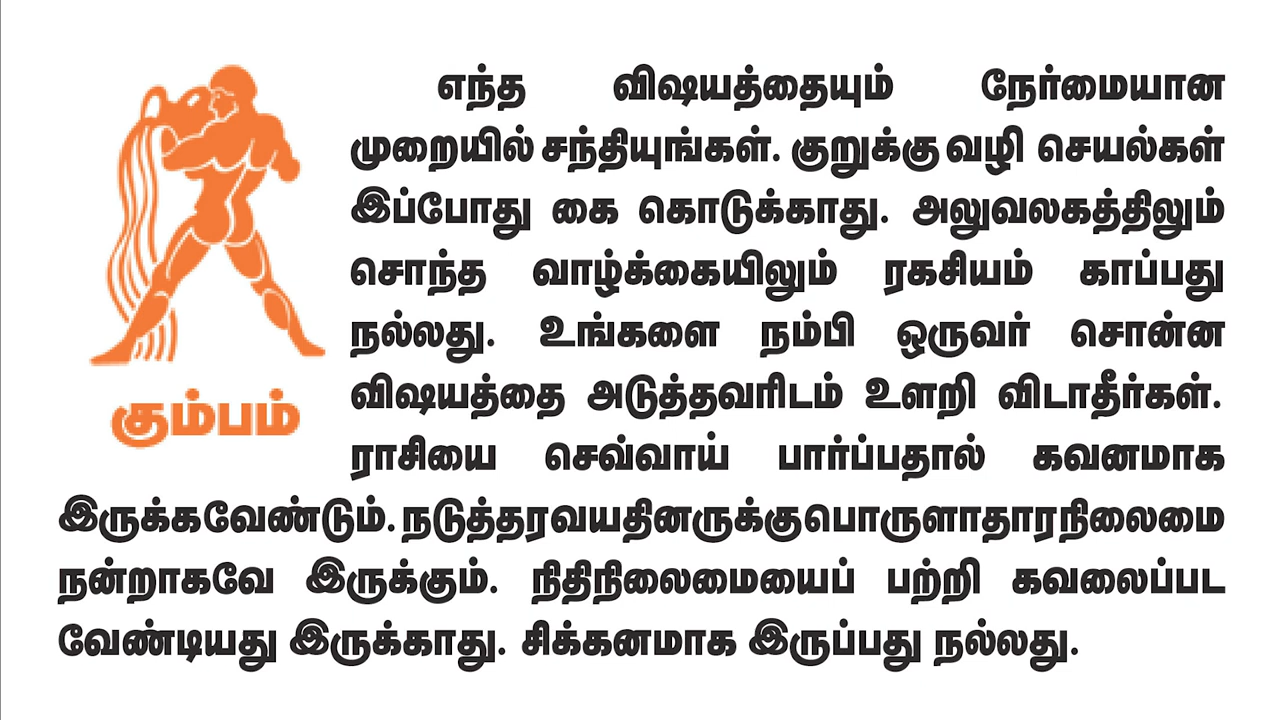 எந்த விஷயத்தையும் நேர்மையான
முறையில் சந்தியுங்கள். குறுக்கு வழி செயல்கள்
இப்போது கை கொடுக்காது. அலுவலகத்திலும்
சொந்த வாழ்க்கையிலும் ரகசியம் காப்பது
நல்லது. உங்களை நம்பி ஒருவர் சொன்ன
விஷயத்தை அடுத்தவரிடம் உளறி விடாதீர்கள்.
ராசியை செவ்வாய் பார்ப்பதால் கவனமாக
இருக்கவேண்டும். நடுத்தரவயதினருக்கு பொருளாதாரநிலைமை
நன்றாகவே இருக்கும். நிதிநிலைமையைப் பற்றி கவலைப்பட
வேண்டியது இருக்காது. சிக்கனமாக இருப்பது நல்லது.
கும்பம்